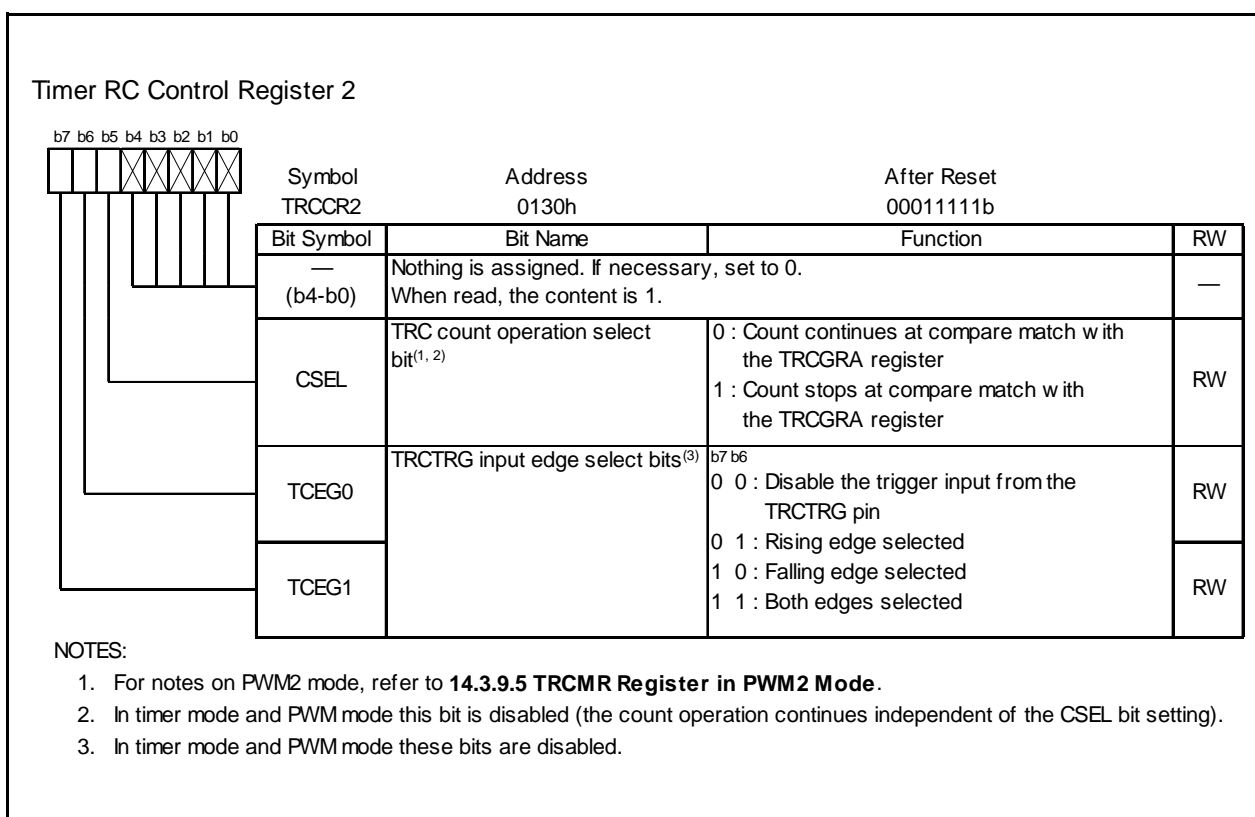 Timer RC Control Register 2
b7 b6 b5 b4 b3 b2 b1 b0
Symbol Address After Reset
TRCCR2 0130h 00011111b
Bit Symbol Bit Name Function RW
— (b4-b0) Nothing is assigned. If necessary, set to 0.
When read, the content is 1. —
CSEL TRC count operation select
bit(1, 2)
0 : Count continues at compare match with
the TRCGRA register
1 : Count stops at compare match with
the TRCGRA register
RW
TCEG0 TRCTRG input edge select bits(3)
b7 b6
0 0 : Disable the trigger input from the
TRCTRG pin
RW
0 1 : Rising edge selected
TCEG1 1 0 : Falling edge selected
1 1 : Both edges selected
RW
NOTES:
1. For notes on PWM2 mode, refer to 14.3.9.5 TRCMR Register in PWM2 Mode.
2. In timer mode and PWM mode this bit is disabled (the count operation continues independent of the CSEL bit setting).
3. In timer mode and PWM mode these bits are disabled.